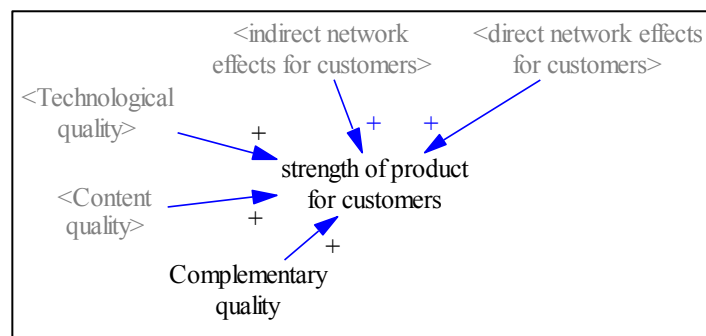 <indirect network
effects for customers>
<direct network effects
for customers>
<Technological
quality>
+
+
+
strength of product
for customers
<Content
quality>
+
+
Complementary
quality